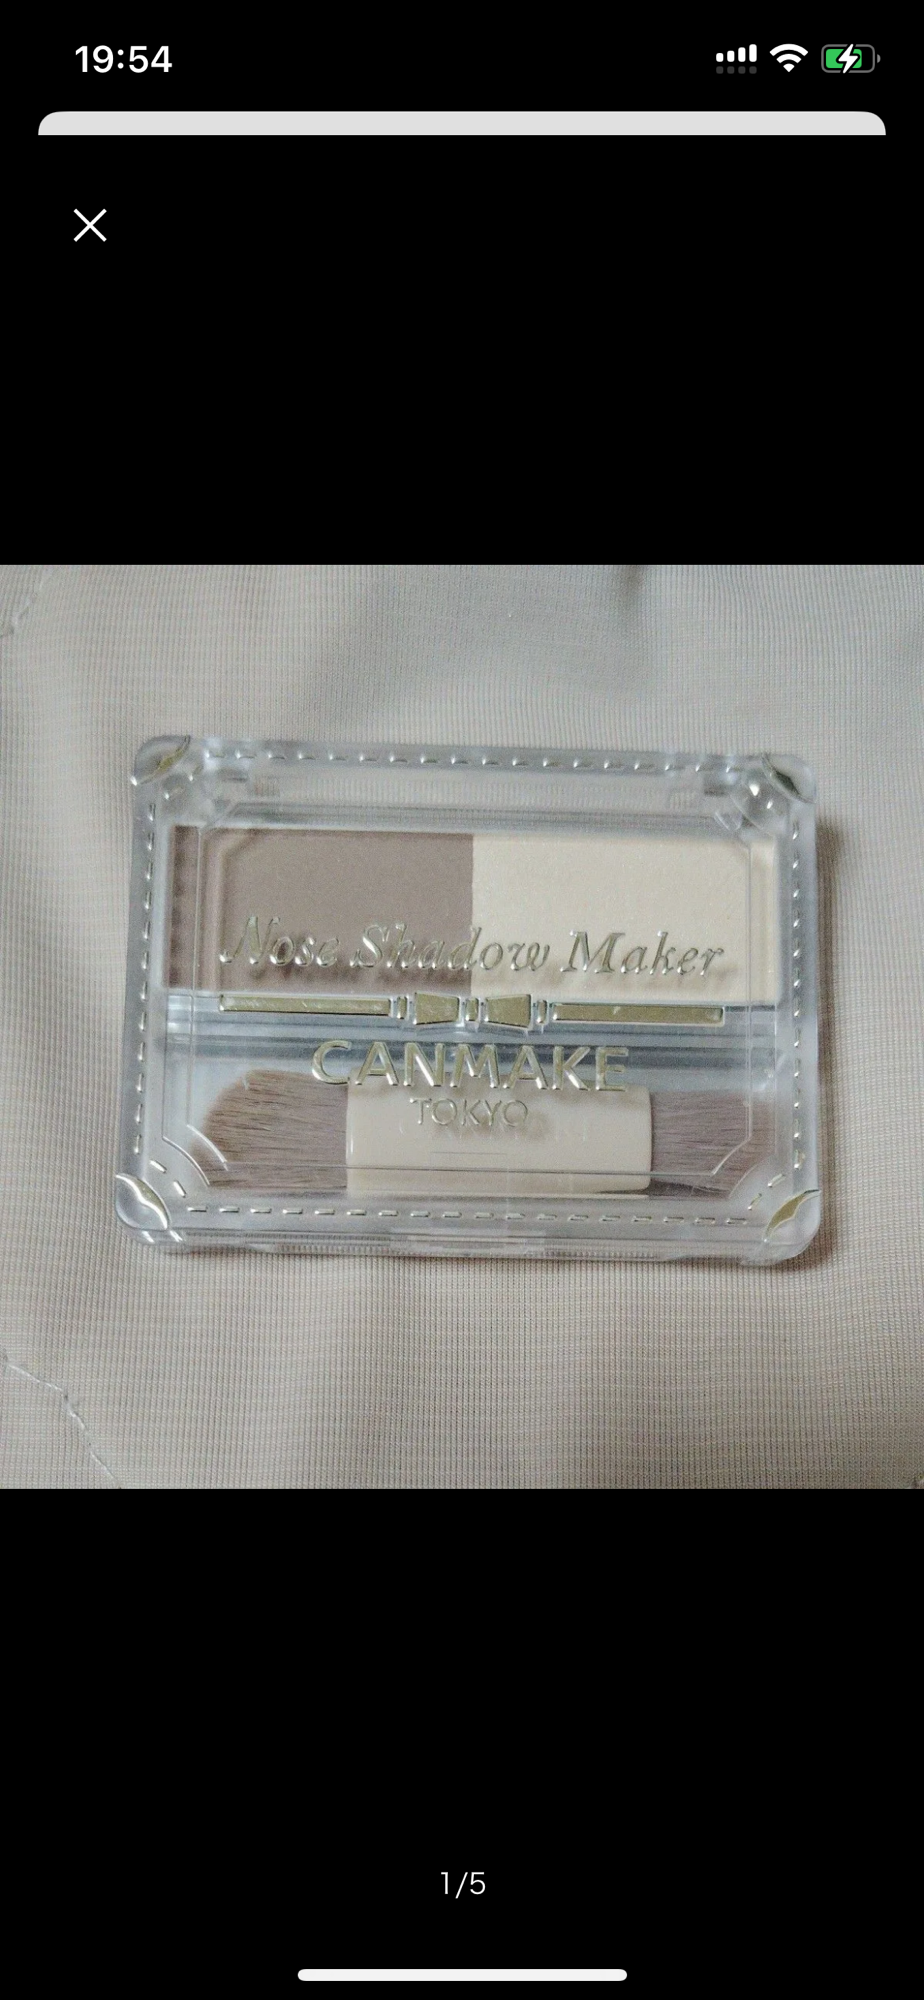 19:54
Nose Shadow Maker
CANMAKE
TOKYO
1/5